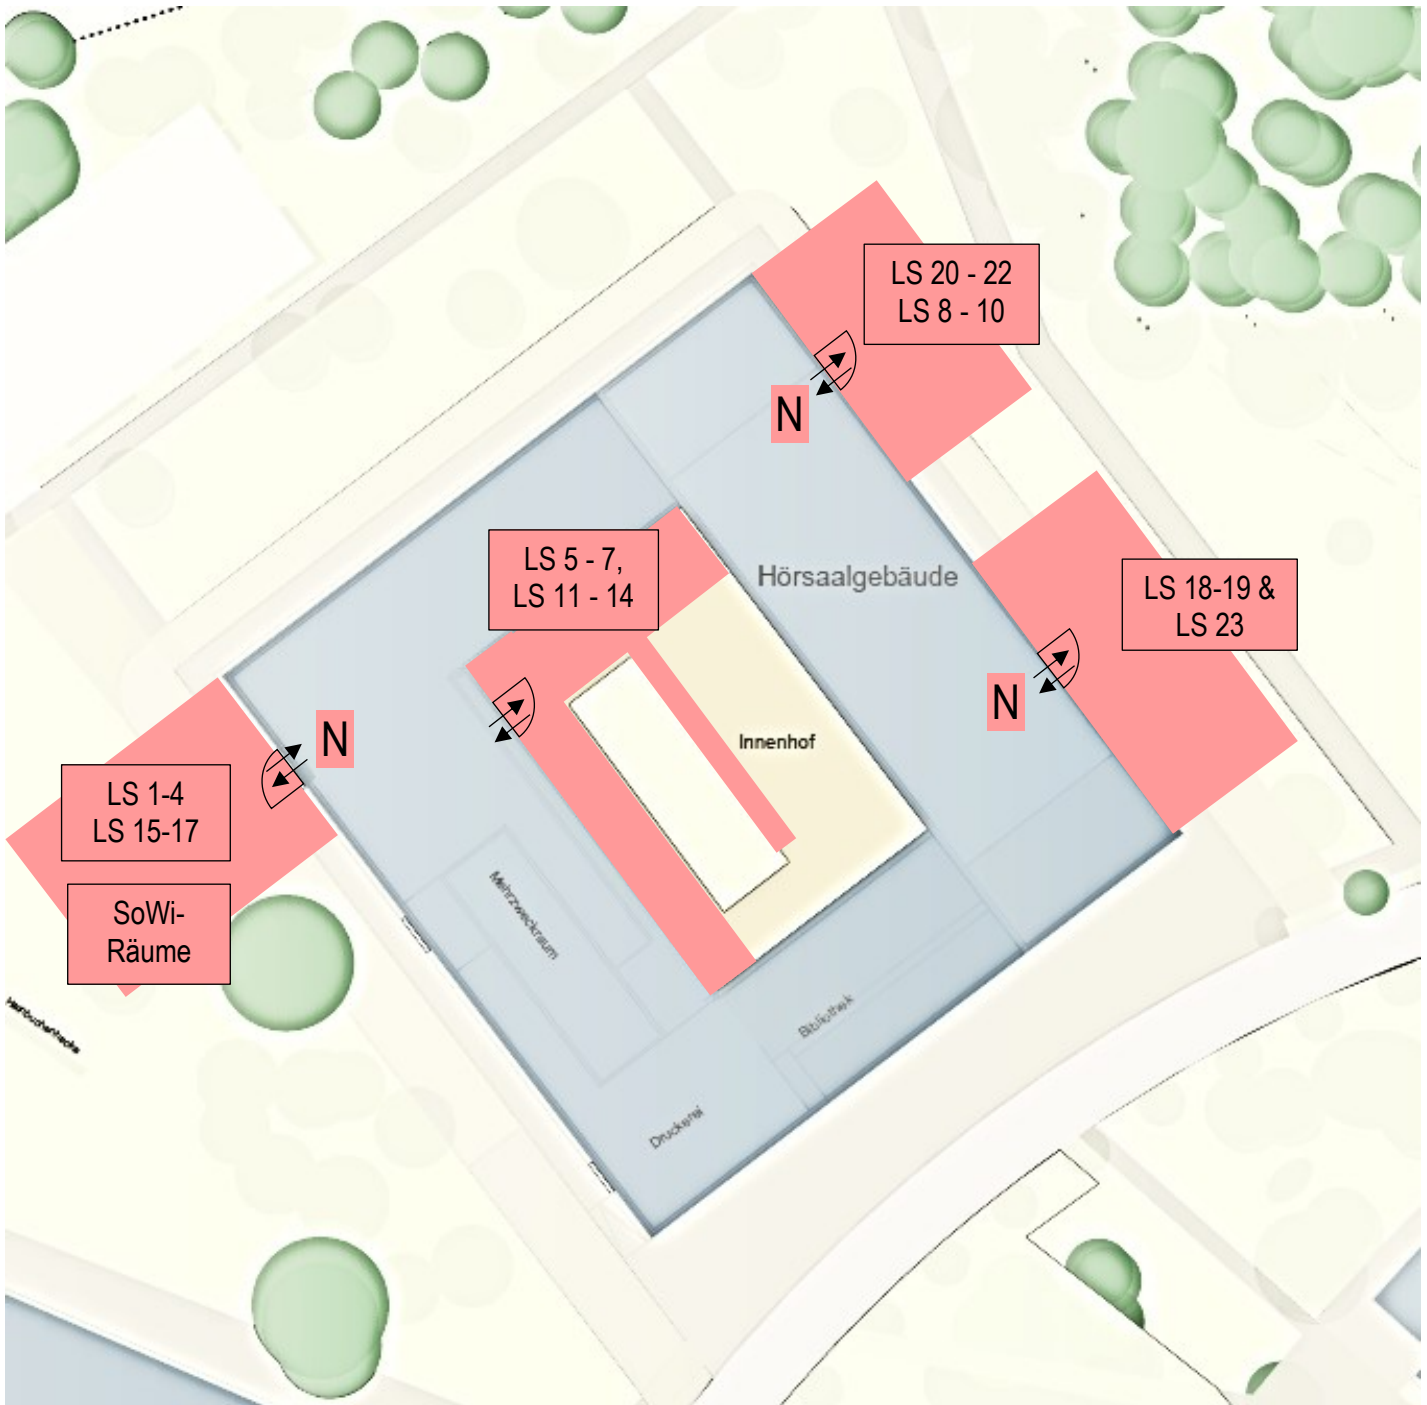 LS 20 - 22
LS 8 - 10
N
LS 5 - 7,
LS 11 - 14
Hörsaalgebäude
LS 18-19 &
LS 23
N
N
Innenhof
LS 1-4
LS 15-17
SoWi-
Räume
Mehrzweckraum
Bibliothek
Hainbuchenhecke
Druckerei